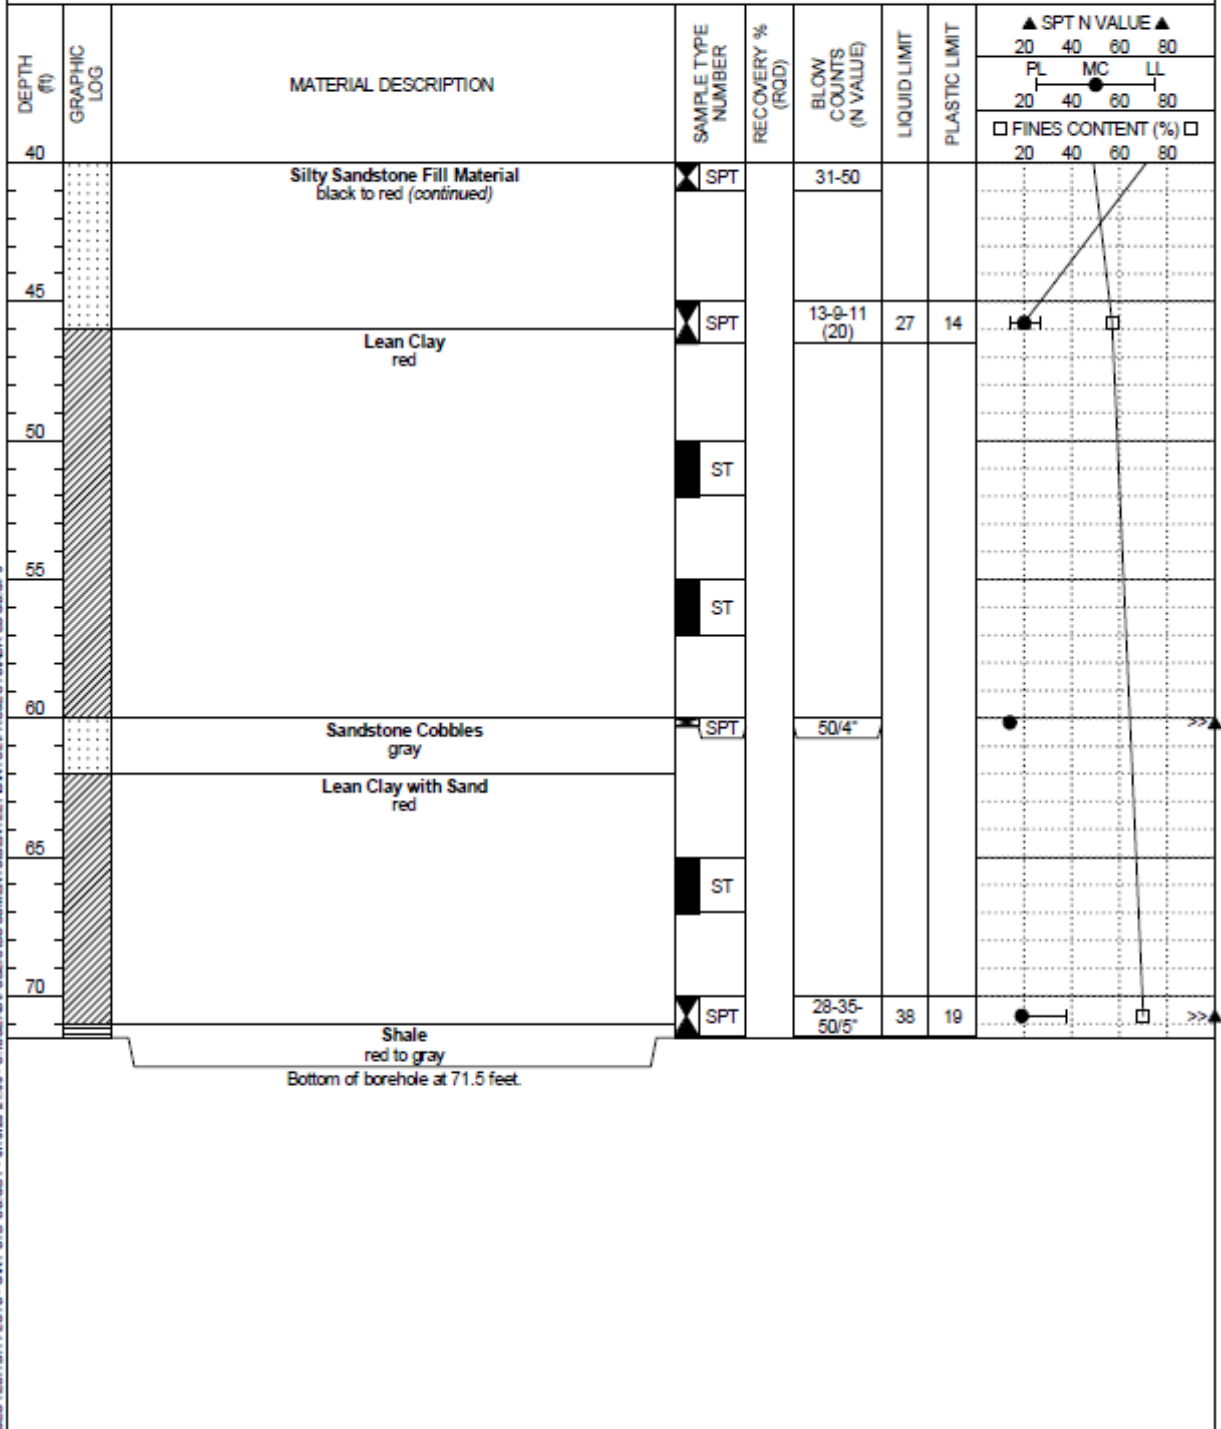 DEPTH
(ft)
GRAPHIC
LOG
MATERIAL DESCRIPTION
SAMPLE TYPE
NUMBER
RECOVERY %
(RQD)
BLOW
COUNTS
(N VALUE)
LIQUID LIMIT
PLASTIC LIMIT
▲ SPT N VALUE ▲
20 40 60 80
PL MC LL
20 40 60 80
□ FINES CONTENT (%) □
20 40 60 80
40
Silty Sandstone Fill Material
black to red (continued)
SPT
31-50
45
SPT
13-9-11
(20)
27
14
Lean Clay
red
50
ST
55
ST
60
Sandstone Cobbles
gray
SPT
50/4"
>>▲
Lean Clay with Sand
red
65
ST
70
SPT
28-35-
50/5"
38
19
>>▲
Shale
red to gray
Bottom of borehole at 71.5 feet.